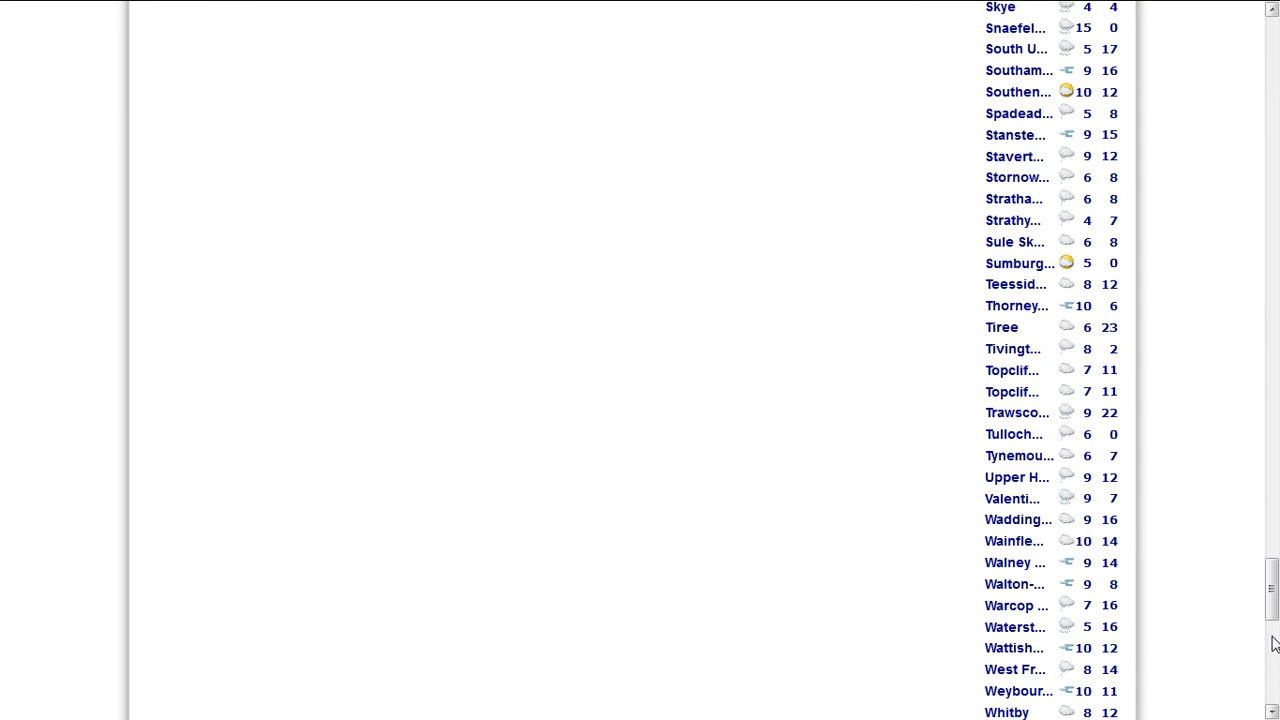 Skye 4 4
Snaefel... 15 0
South U... 5 17
Southam... 9 16
Southen... 10 12
Spadead... 5 8
Stanste... 9 15
Stavert... 9 12
Stornow... 6 8
Stratha... 6 8
Strathy... 4 7
Sule Sk... 6 8
Sumburg... 5 0
Teessid... 8 12
Thorney... 10 6
Tiree 6 23
Tivingt... 8 2
Topclif... 7 11
Topclif... 7 11
Trawsco... 9 22
Tulloch... 6 0
Tynemou... 6 7
Upper H... 9 12
Valenti... 9 7
Wadding... 9 16
Wainfle... 10 14
Walney ... 9 14
Walton-... 9 8
Warcop ... 7 16
Waterst... 5 16
Wattish... 10 12
West Fr... 8 14
Weybour... 10 11
Whitby 8 12